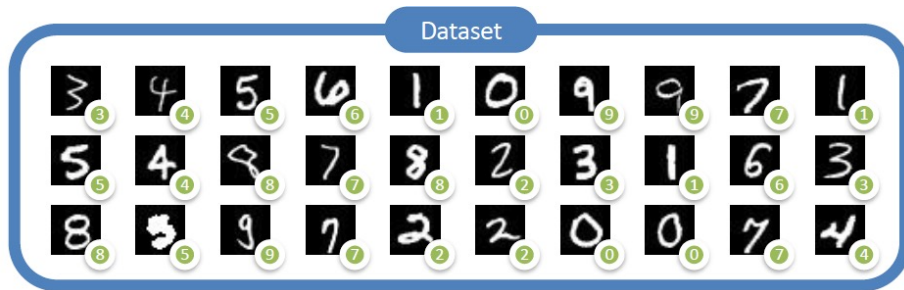 Dataset
3 3 4 4 5 5 6 6 1 1 0 0 9 9 9 9 7 7 1 1
5 5 4 4 8 8 7 7 8 8 2 2 3 3 1 1 6 6 3 3
8 8 5 5 9 9 7 7 2 2 2 2 0 0 0 0 7 7 4 4